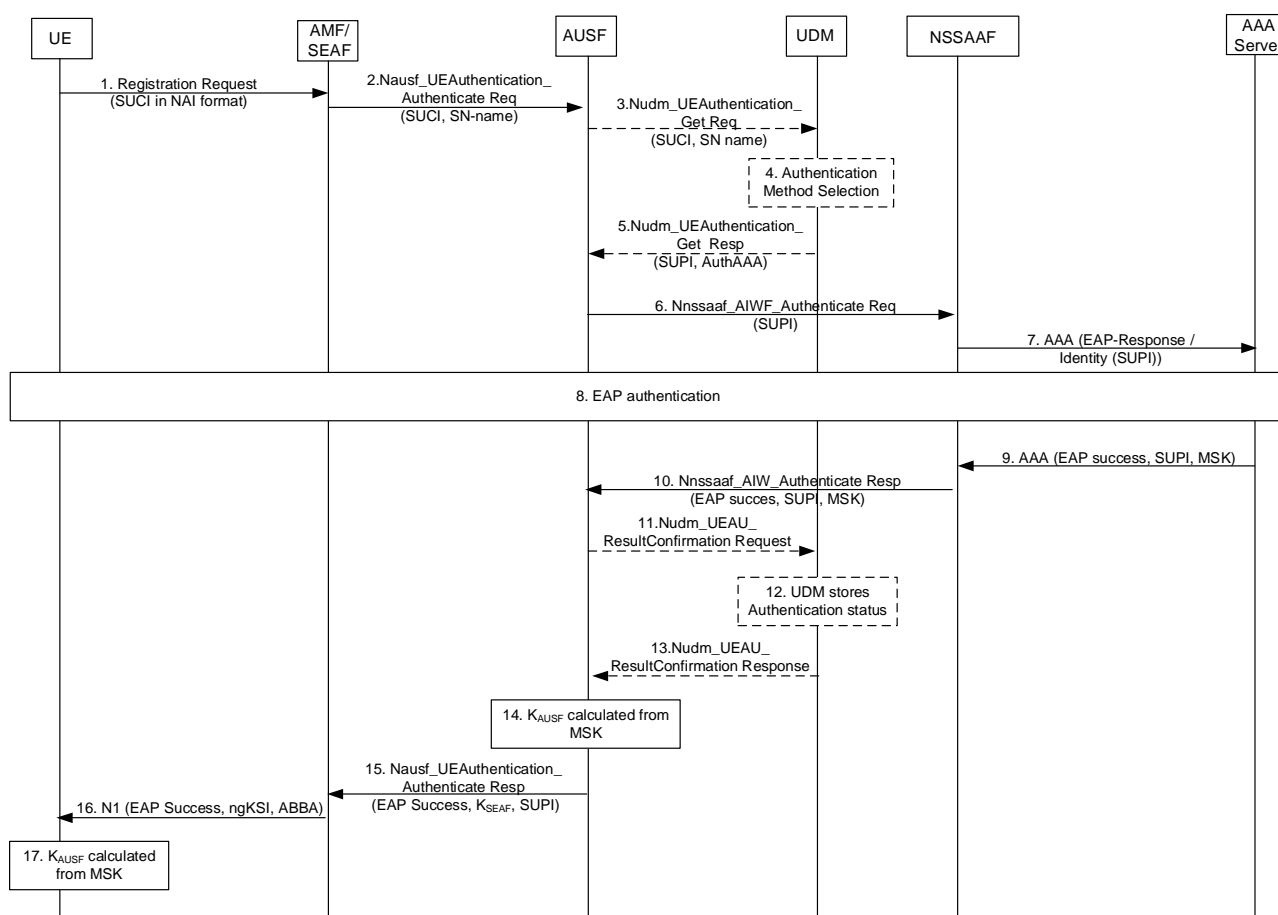 UE
AMF/
SEAF
AUSF
UDM
NSSAAF
AAA
Server
1. Registration Request
(SUCI in NAI format)
2.Nausf_UEAuthentication_
Authenticate Req
(SUCI, SN-name)
3.Nudm_UEAuthentication_
Get Req
(SUCI, SN name)
4. Authentication
Method Selection
5.Nudm_UEAuthentication_
Get Resp
(SUPI, AuthAAA)
6. Nnssaaf_AIWF_Authenticate Req
(SUPI)
7. AAA (EAP-Response /
Identity (SUPI))
8. EAP authentication
9. AAA (EAP success, SUPI, MSK)
10. Nnssaaf_AIW_Authenticate Resp
(EAP succes, SUPI, MSK)
11.Nudm_UEAU_
ResultConfirmation Request
12. UDM stores
Authentication status
13.Nudm_UEAU_
ResultConfirmation Response
14. KAUSF calculated from
MSK
15. Nausf_UEAuthentication_
Authenticate Resp
(EAP Success, KSEAF, SUPI)
16. N1 (EAP Success, ngKSI, ABBA)
17. KAUSF calculated
from MSK